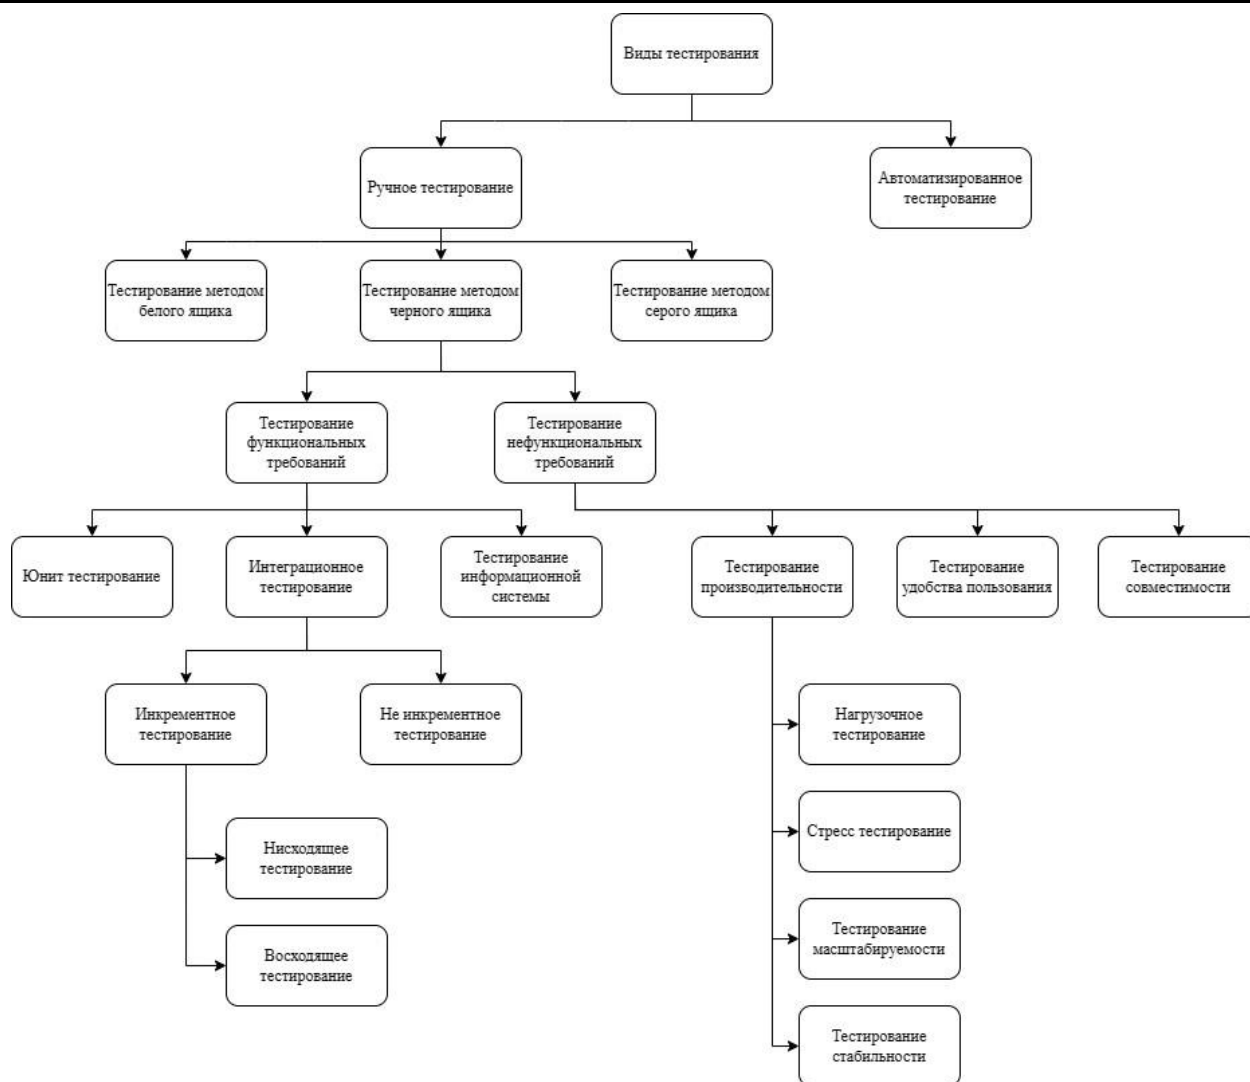 Виды тестирования
Ручное тестирование
Автоматизированное
тестирование
Тестирование методом
белого ящика
Тестирование методом
черного ящика
Тестирование методом
серого ящика
Тестирование
функциональных
требований
Тестирование
нефункциональных
требований
Юнит тестирование
Интеграционное
тестирование
Тестирование
информационной
системы
Тестирование
производительности
Тестирование
удобства пользования
Тестирование
совместимости
Инкрементное
тестирование
Не инкрементное
тестирование
Нагрузочное
тестирование
Нисходящее
тестирование
Стресс тестирование
Восходящее
тестирование
Тестирование
масштабируемости
Тестирование
стабильности